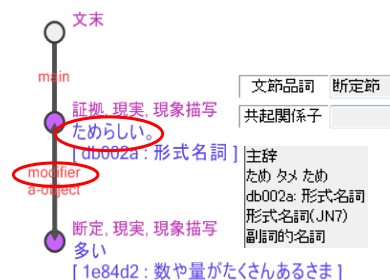 文末
main
文節品詞 断定節
証拠, 現実, 現象描写
共起関係子
ためらしい。
[ db002a : 形式名詞 ]
主辞
ため タメ ため
db002a: 形式名詞
形式名詞(JN7)
副詞的名詞
modifier
a-object
断定, 現実, 現象描写
多い
[ 1e84d2 : 数や量がたくさんあるさま ]